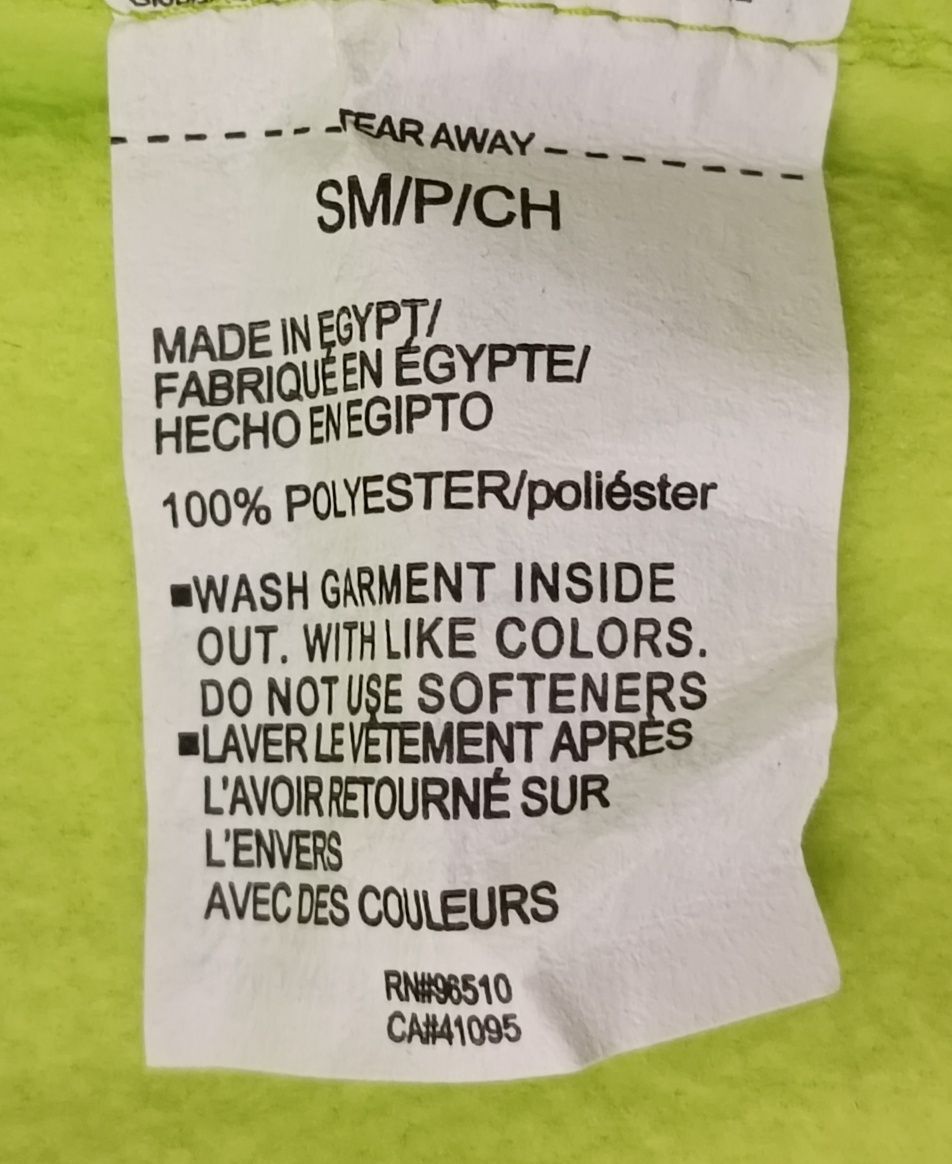 TEAR AWAY
SM/P/CH
MADE IN EGYPT/
FABRIQUÉ EN ÉGYPTE/
HECHO EN EGIPTO
100% POLYESTER/poliéster
■WASH GARMENT INSIDE
OUT. WITH LIKE COLORS.
DO NOT USE SOFTENERS
■LAVER LE VÊTEMENT APRÈS
L'AVOIR RETOURNÉ SUR
L'ENVERS
AVEC DES COULEURS
RN#96510
CA#41095